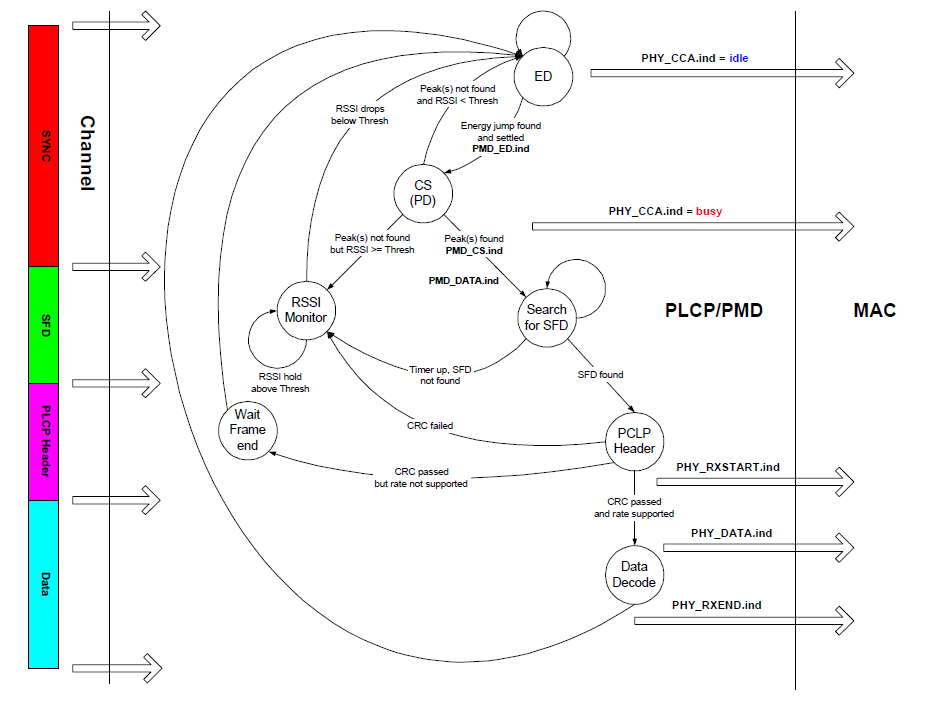 SYNC
SFD
PLCP Header
Data
Channel
ED
PHY_CCA.ind = idle
RSSI drops
below Thresh
Peak(s) not found
and RSSI < Thresh
Energy jump found
and settled
PMD_ED.ind
CS
(PD)
PHY_CCA.ind = busy
Peak(s) not found
but RSSI >= Thresh
Peak(s) found
PMD_CS.ind
PMD_DATA.ind
RSSI
Monitor
Search
for SFD
PLCP/PMD
MAC
RSSI hold
above Thresh
Timer up, SFD
not found
SFD found
Wait
Frame
end
CRC failed
PCLP
Header
CRC passed
but rate not supported
PHY_RXSTART.ind
CRC passed
and rate supported
PHY_DATA.ind
Data
Decode
PHY_RXEND.ind